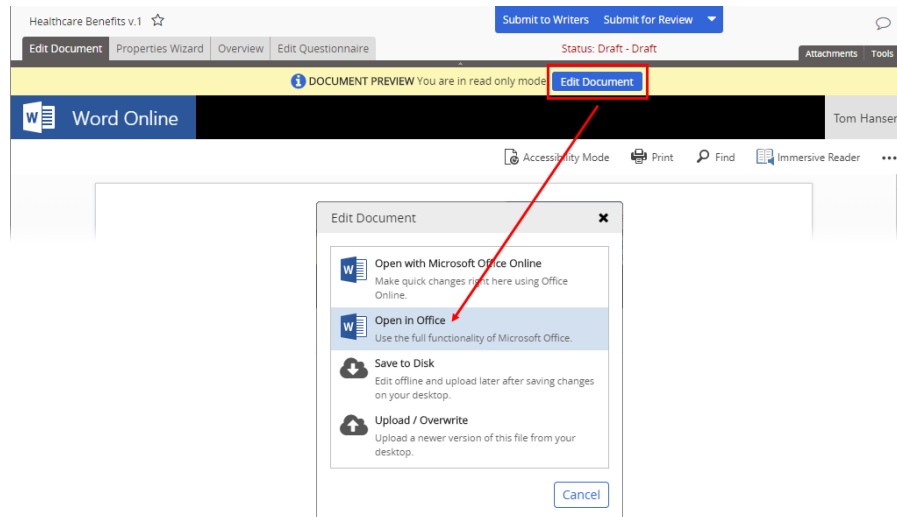 Healthcare Benefits v.1
Submit to Writers Submit for Review
Edit Document Properties Wizard Overview Edit Questionnaire
Status: Draft - Draft
Attachments Tools
DOCUMENT PREVIEW You are in read only mode Edit Document
Word Online
Tom Hansen
Accessibility Mode Print Find Immersive Reader
Edit Document
Open with Microsoft Office Online
Make quick changes right here using Office
Online.
Open in Office
Use the full functionality of Microsoft Office.
Save to Disk
Edit offline and upload later after saving changes
on your desktop.
Upload / Overwrite
Upload a newer version of this file from your
desktop.
Cancel